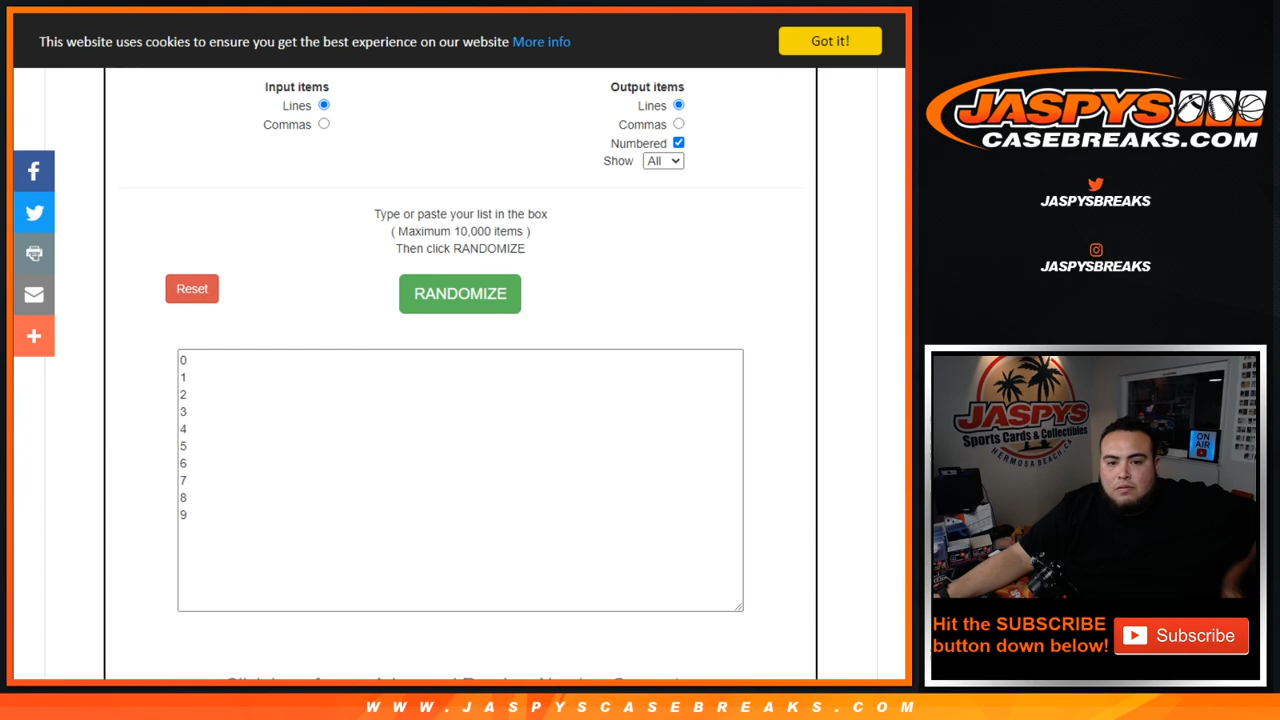 This website uses cookies to ensure you get the best experience on our website More info
Got it!
Input items
Lines
Commas
Output items
Lines
Commas
Numbered
Show All
Type or paste your list in the box
( Maximum 10,000 items )
Then click RANDOMIZE
Reset
RANDOMIZE
0
1
2
3
4
5
6
7
8
9
JASPYS
CASEBREAKS.COM
JASPYSBREAKS
JASPYSBREAKS
JASPYS
Sports Cards & Collectibles
HERMOSA BEACH, CA
ON
AIR
Hit the SUBSCRIBE
button down below!
Subscribe
WWW.JASPYSCASEBREAKS.COM